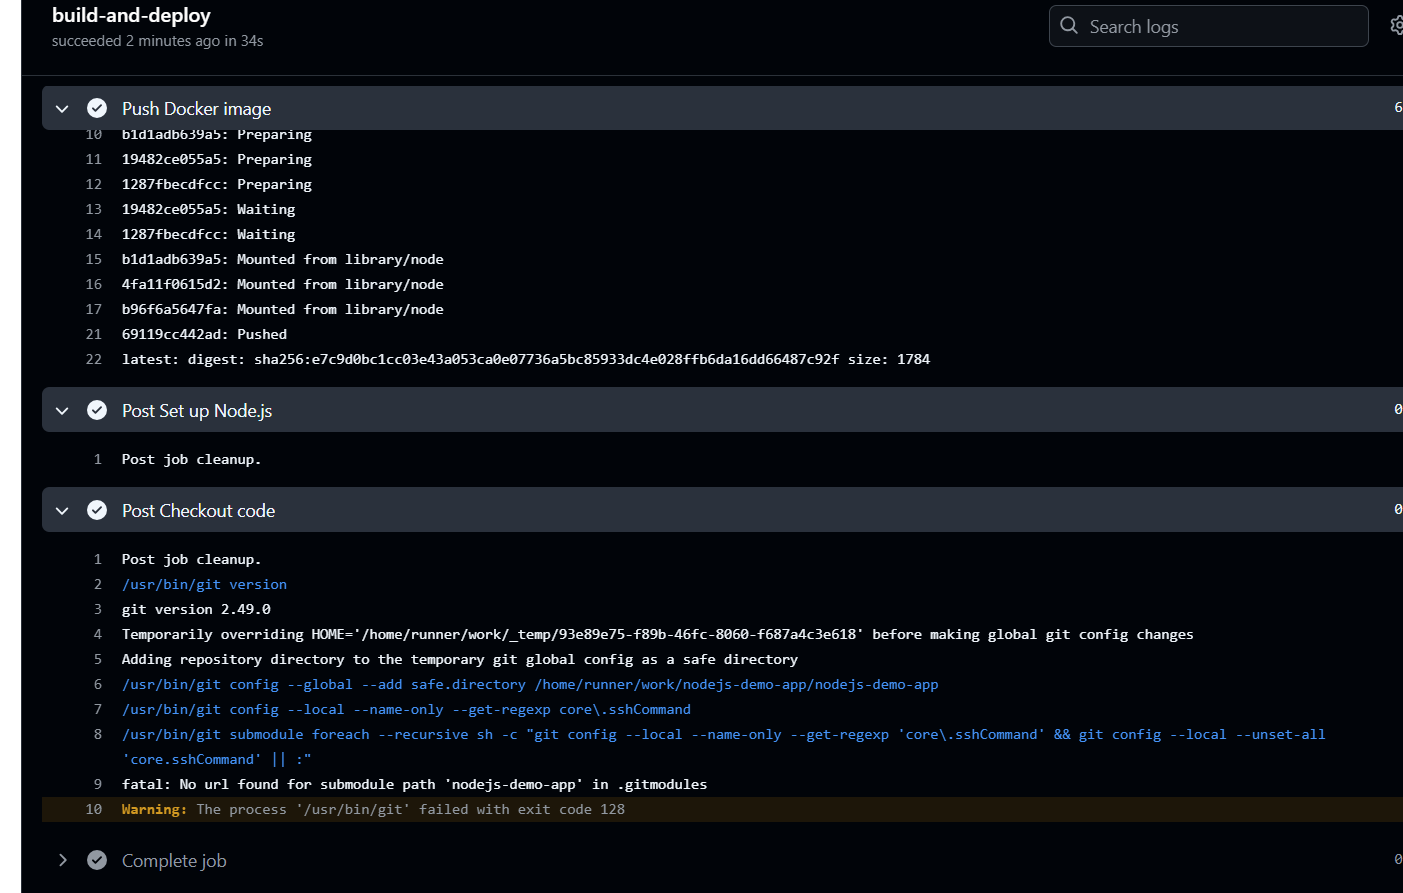 build-and-deploy
succeeded 2 minutes ago in 34s
Search logs
Push Docker image 6
10 b1d1adb639a5: Preparing
11 19482ce055a5: Preparing
12 1287fbecdfcc: Preparing
13 19482ce055a5: Waiting
14 1287fbecdfcc: Waiting
15 b1d1adb639a5: Mounted from library/node
16 4fa11f0615d2: Mounted from library/node
17 b96f6a5647fa: Mounted from library/node
21 69119cc442ad: Pushed
22 latest: digest: sha256:e7c9d0bc1cc03e43a053ca0e07736a5bc85933dc4e028ffb6da16dd66487c92f size: 1784
Post Set up Node.js 0
1 Post job cleanup.
Post Checkout code 0
1 Post job cleanup.
2 /usr/bin/git version
3 git version 2.49.0
4 Temporarily overriding HOME='/home/runner/work/_temp/93e89e75-f89b-46fc-8060-f687a4c3e618' before making global git config changes
5 Adding repository directory to the temporary git global config as a safe directory
6 /usr/bin/git config --global --add safe.directory /home/runner/work/nodejs-demo-app/nodejs-demo-app
7 /usr/bin/git config --local --name-only --get-regexp core\.sshCommand
8 /usr/bin/git submodule foreach --recursive sh -c "git config --local --name-only --get-regexp 'core\.sshCommand' && git config --local --unset-all
'core.sshCommand' || :"
9 fatal: No url found for submodule path 'nodejs-demo-app' in .gitmodules
10 Warning: The process '/usr/bin/git' failed with exit code 128
Complete job 0